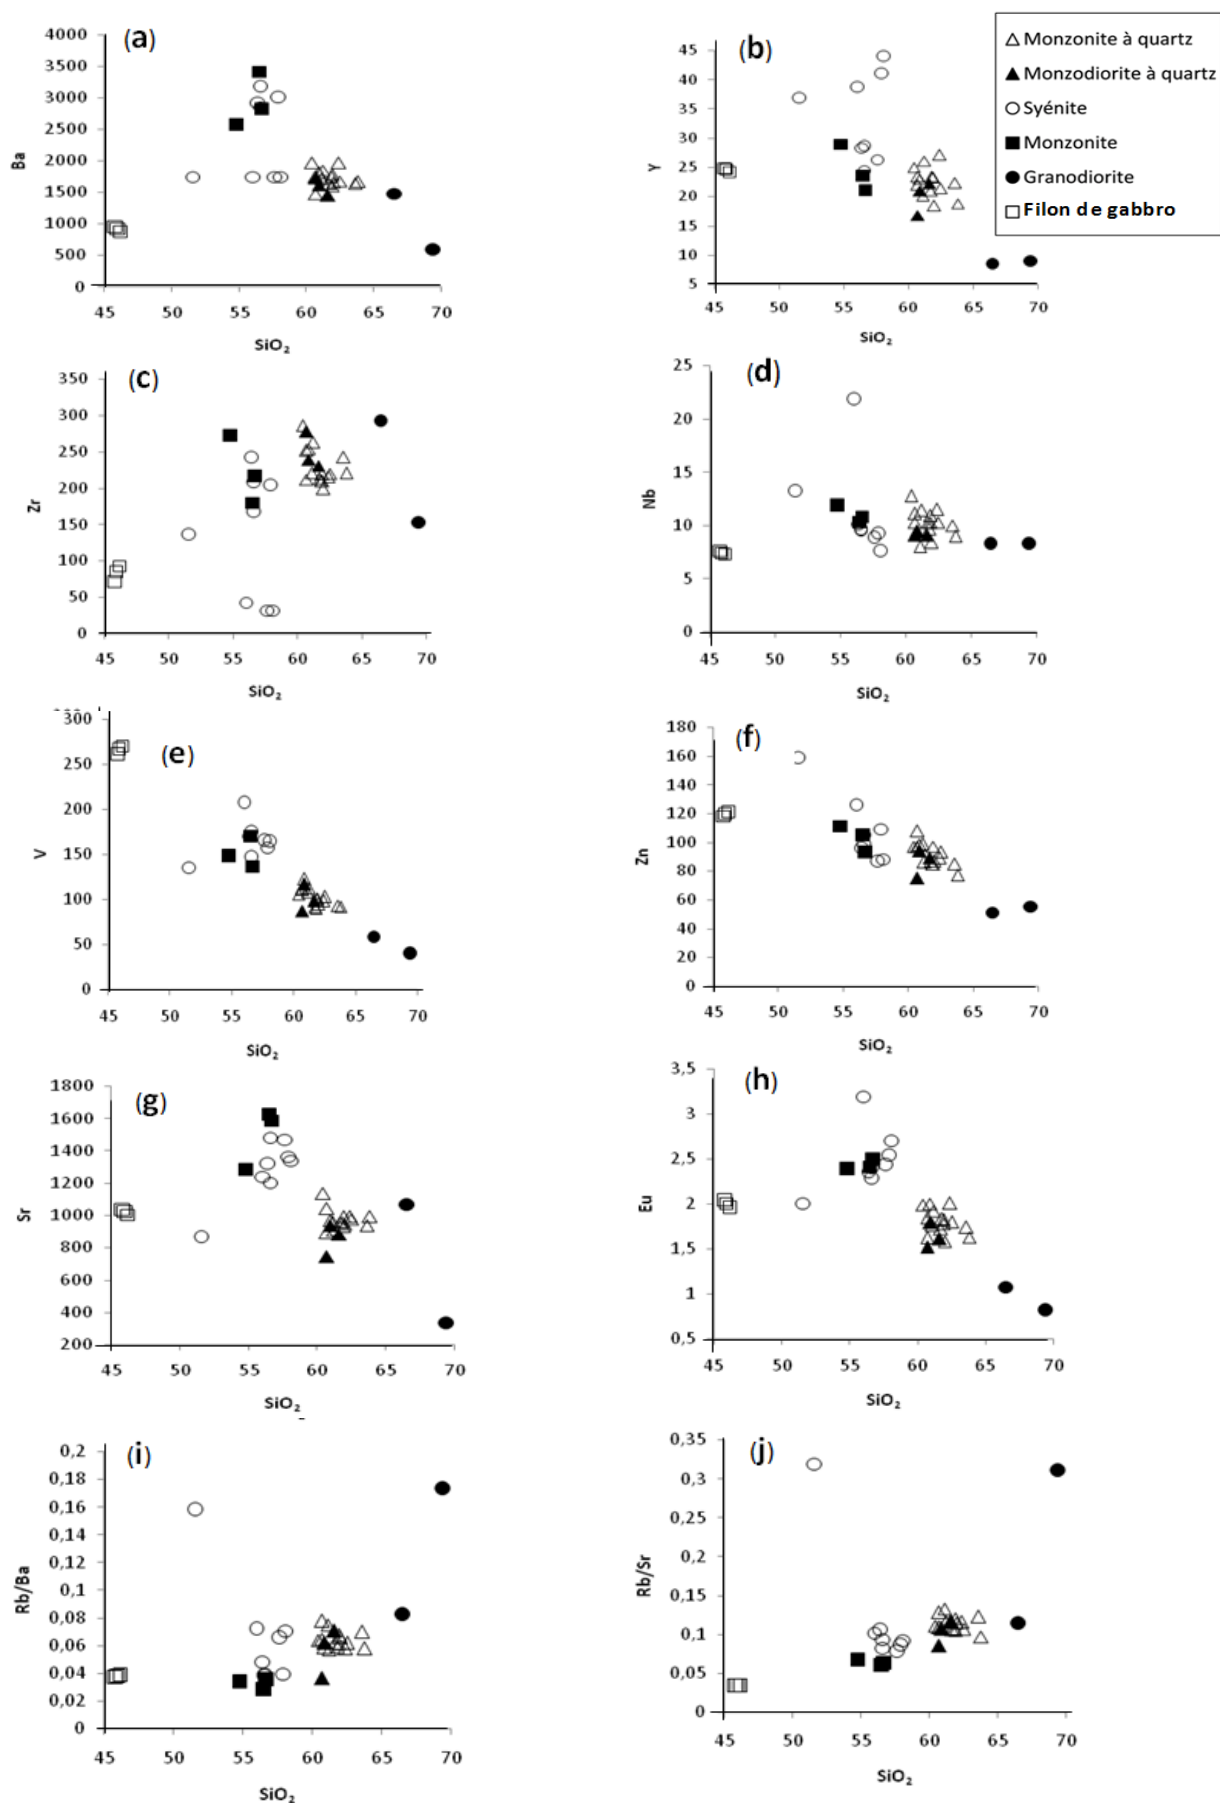 (a)
Ba
4000
3500
3000
2500
2000
1500
1000
500
0
45 50 55 60 65 70
SiO₂
(b)
Y
45
40
35
30
25
20
15
10
5
45 50 55 60 65 70
SiO₂
Monzonite à quartz
Monzodiorite à quartz
Syénite
Monzonite
Granodiorite
Filon de gabbro
(c)
Zr
350
300
250
200
150
100
50
0
45 50 55 60 65 70
SiO₂
(d)
Nb
25
20
15
10
5
0
45 50 55 60 65 70
SiO₂
(e)
V
300
250
200
150
100
50
0
45 50 55 60 65 70
SiO₂
(f)
Zn
180
160
140
120
100
80
60
40
20
0
45 50 55 60 65 70
SiO₂
(g)
Sr
1800
1600
1400
1200
1000
800
600
400
200
45 50 55 60 65 70
SiO₂
(h)
Eu
3,5
3
2,5
2
1,5
1
0,5
45 50 55 60 65 70
SiO₂
(i)
Rb/Ba
0,2
0,18
0,16
0,14
0,12
0,1
0,08
0,06
0,04
0,02
0
45 50 55 60 65 70
SiO₂
(j)
Rb/Sr
0,35
0,3
0,25
0,2
0,15
0,1
0,05
0
45 50 55 60 65 70
SiO₂